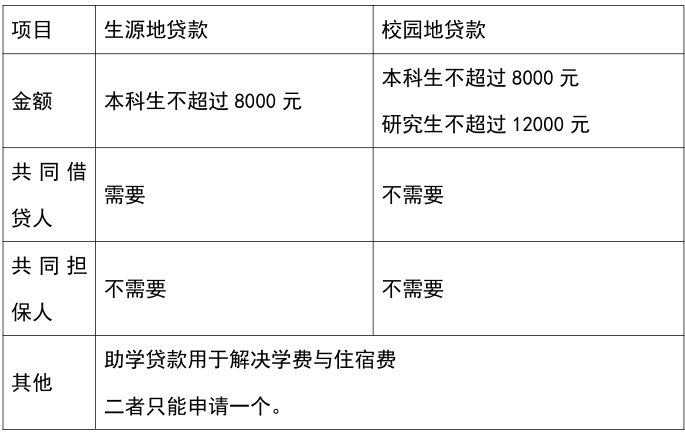 项目 生源地贷款 校园地贷款
金额 本科生不超过 8000 元 本科生不超过 8000 元
研究生不超过 12000 元
共同借
贷人
需要 不需要
共同担
保人
不需要 不需要
其他
助学贷款用于解决学费与住宿费
二者只能申请一个。